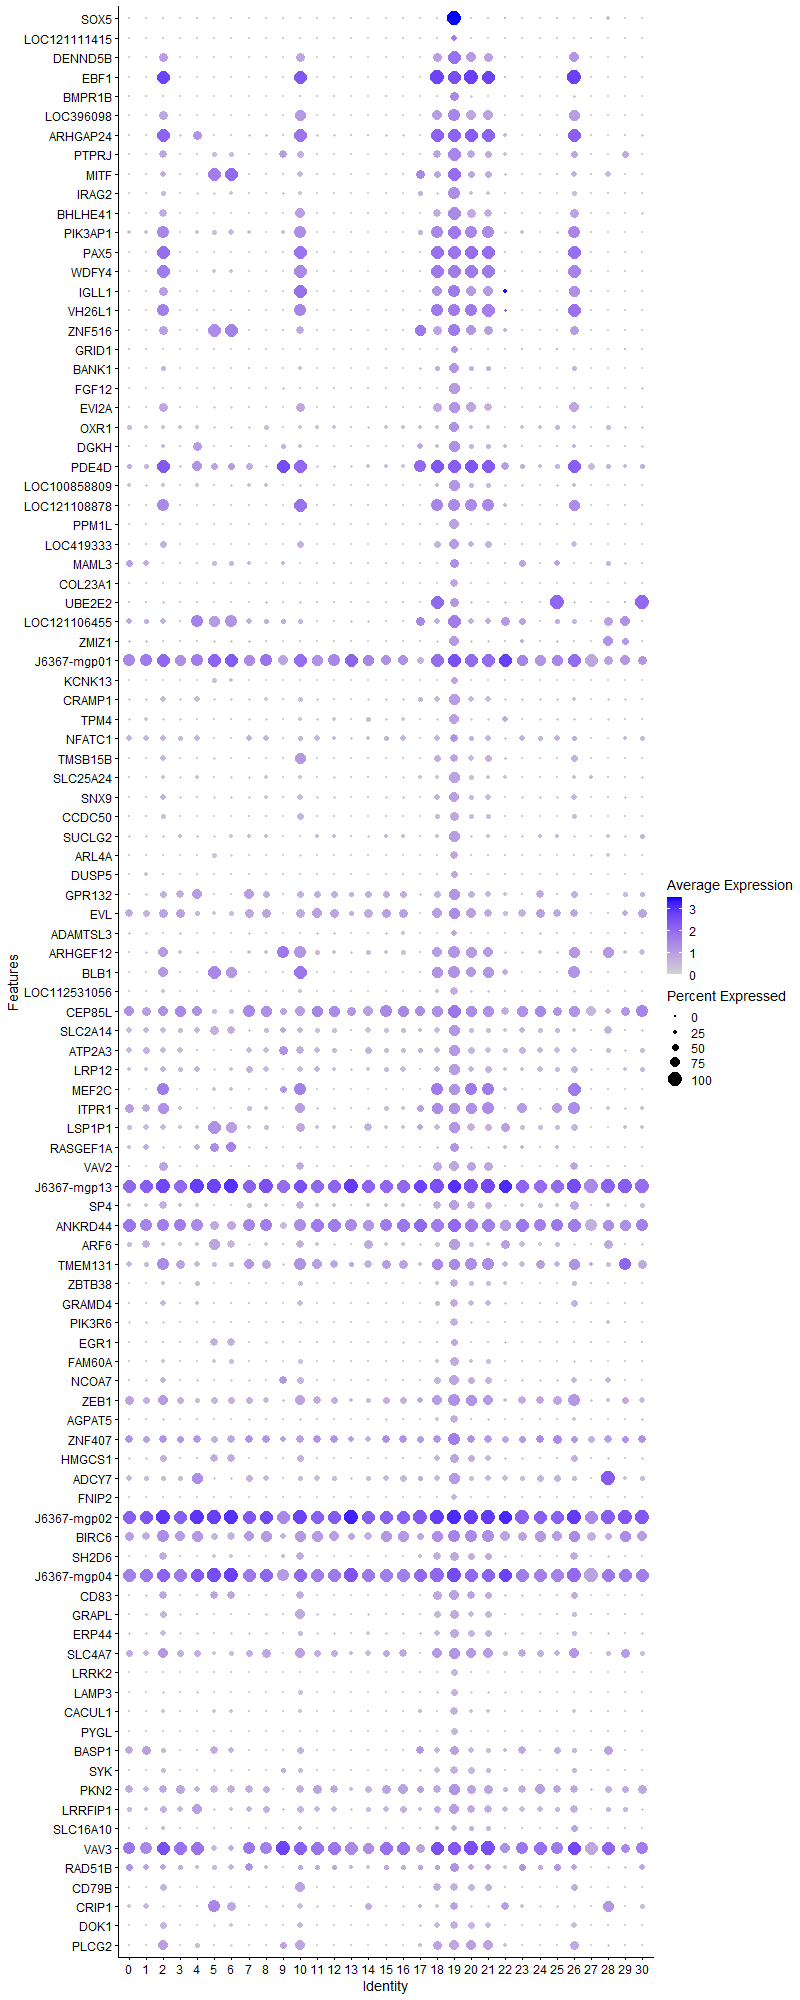 SOX5
LOC121111415
DENND5B
EBF1
BMPR1B
LOC396098
ARHGAP24
PTPRJ
MITF
IRAG2
BHLHE41
PIK3AP1
PAX5
WDFY4
IGLL1
VH26L1
ZNF516
GRID1
BANK1
FGF12
EVI2A
OXR1
DGKH
PDE4D
LOC100858809
LOC121108878
PPM1L
LOC419333
MAML3
COL23A1
UBE2E2
LOC121106455
ZMIZ1
J6367-mgp01
KCNK13
CRAMP1
TPM4
NFATC1
TMSB15B
SLC25A24
SNX9
CCDC50
SUCLG2
ARL4A
DUSP5
GPR132
EVL
ADAMTSL3
ARHGEF12
BLB1
LOC112531056
CEP85L
SLC2A14
ATP2A3
LRP12
MEF2C
ITPR1
LSP1P1
RASGEF1A
VAV2
J6367-mgp13
SP4
ANKRD44
ARF6
TMEM131
ZBTB38
GRAMD4
PIK3R6
EGR1
FAM60A
NCOA7
ZEB1
AGPAT5
ZNF407
HMGCS1
ADCY7
FNIP2
J6367-mgp02
BIRC6
SH2D6
J6367-mgp04
CD83
GRAPL
ERP44
SLC4A7
LRRK2
LAMP3
CACUL1
PYGL
BASP1
SYK
PKN2
LRRFIP1
SLC16A10
VAV3
RAD51B
CD79B
CRIP1
DOK1
PLCG2
Features
0 1 2 3 4 5 6 7 8 9 10 11 12 13 14 15 16 17 18 19 20 21 22 23 24 25 26 27 28 29 30
Identity
Average Expression
3
2
1
0
Percent Expressed
0
25
50
75
100